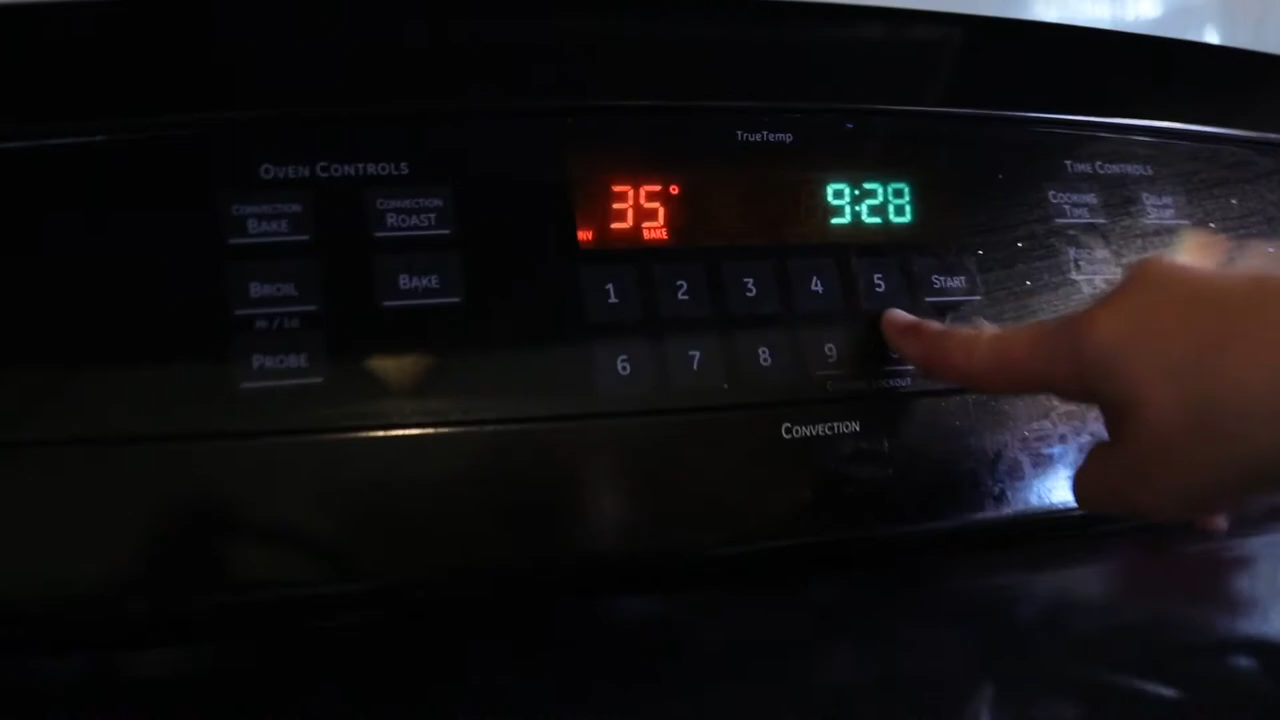 TrueTemp
OVEN CONTROLS
TIME CONTROLS
CONVECTION
BAKE
CONVECTION
ROAST
35°
BAKE
9:28
COOKING
TIME
DELAY
START
BROIL
HI / LO
BAKE
1 2 3 4 5 START
PROBE
6 7 8 9
LOCKOUT
CONVECTION